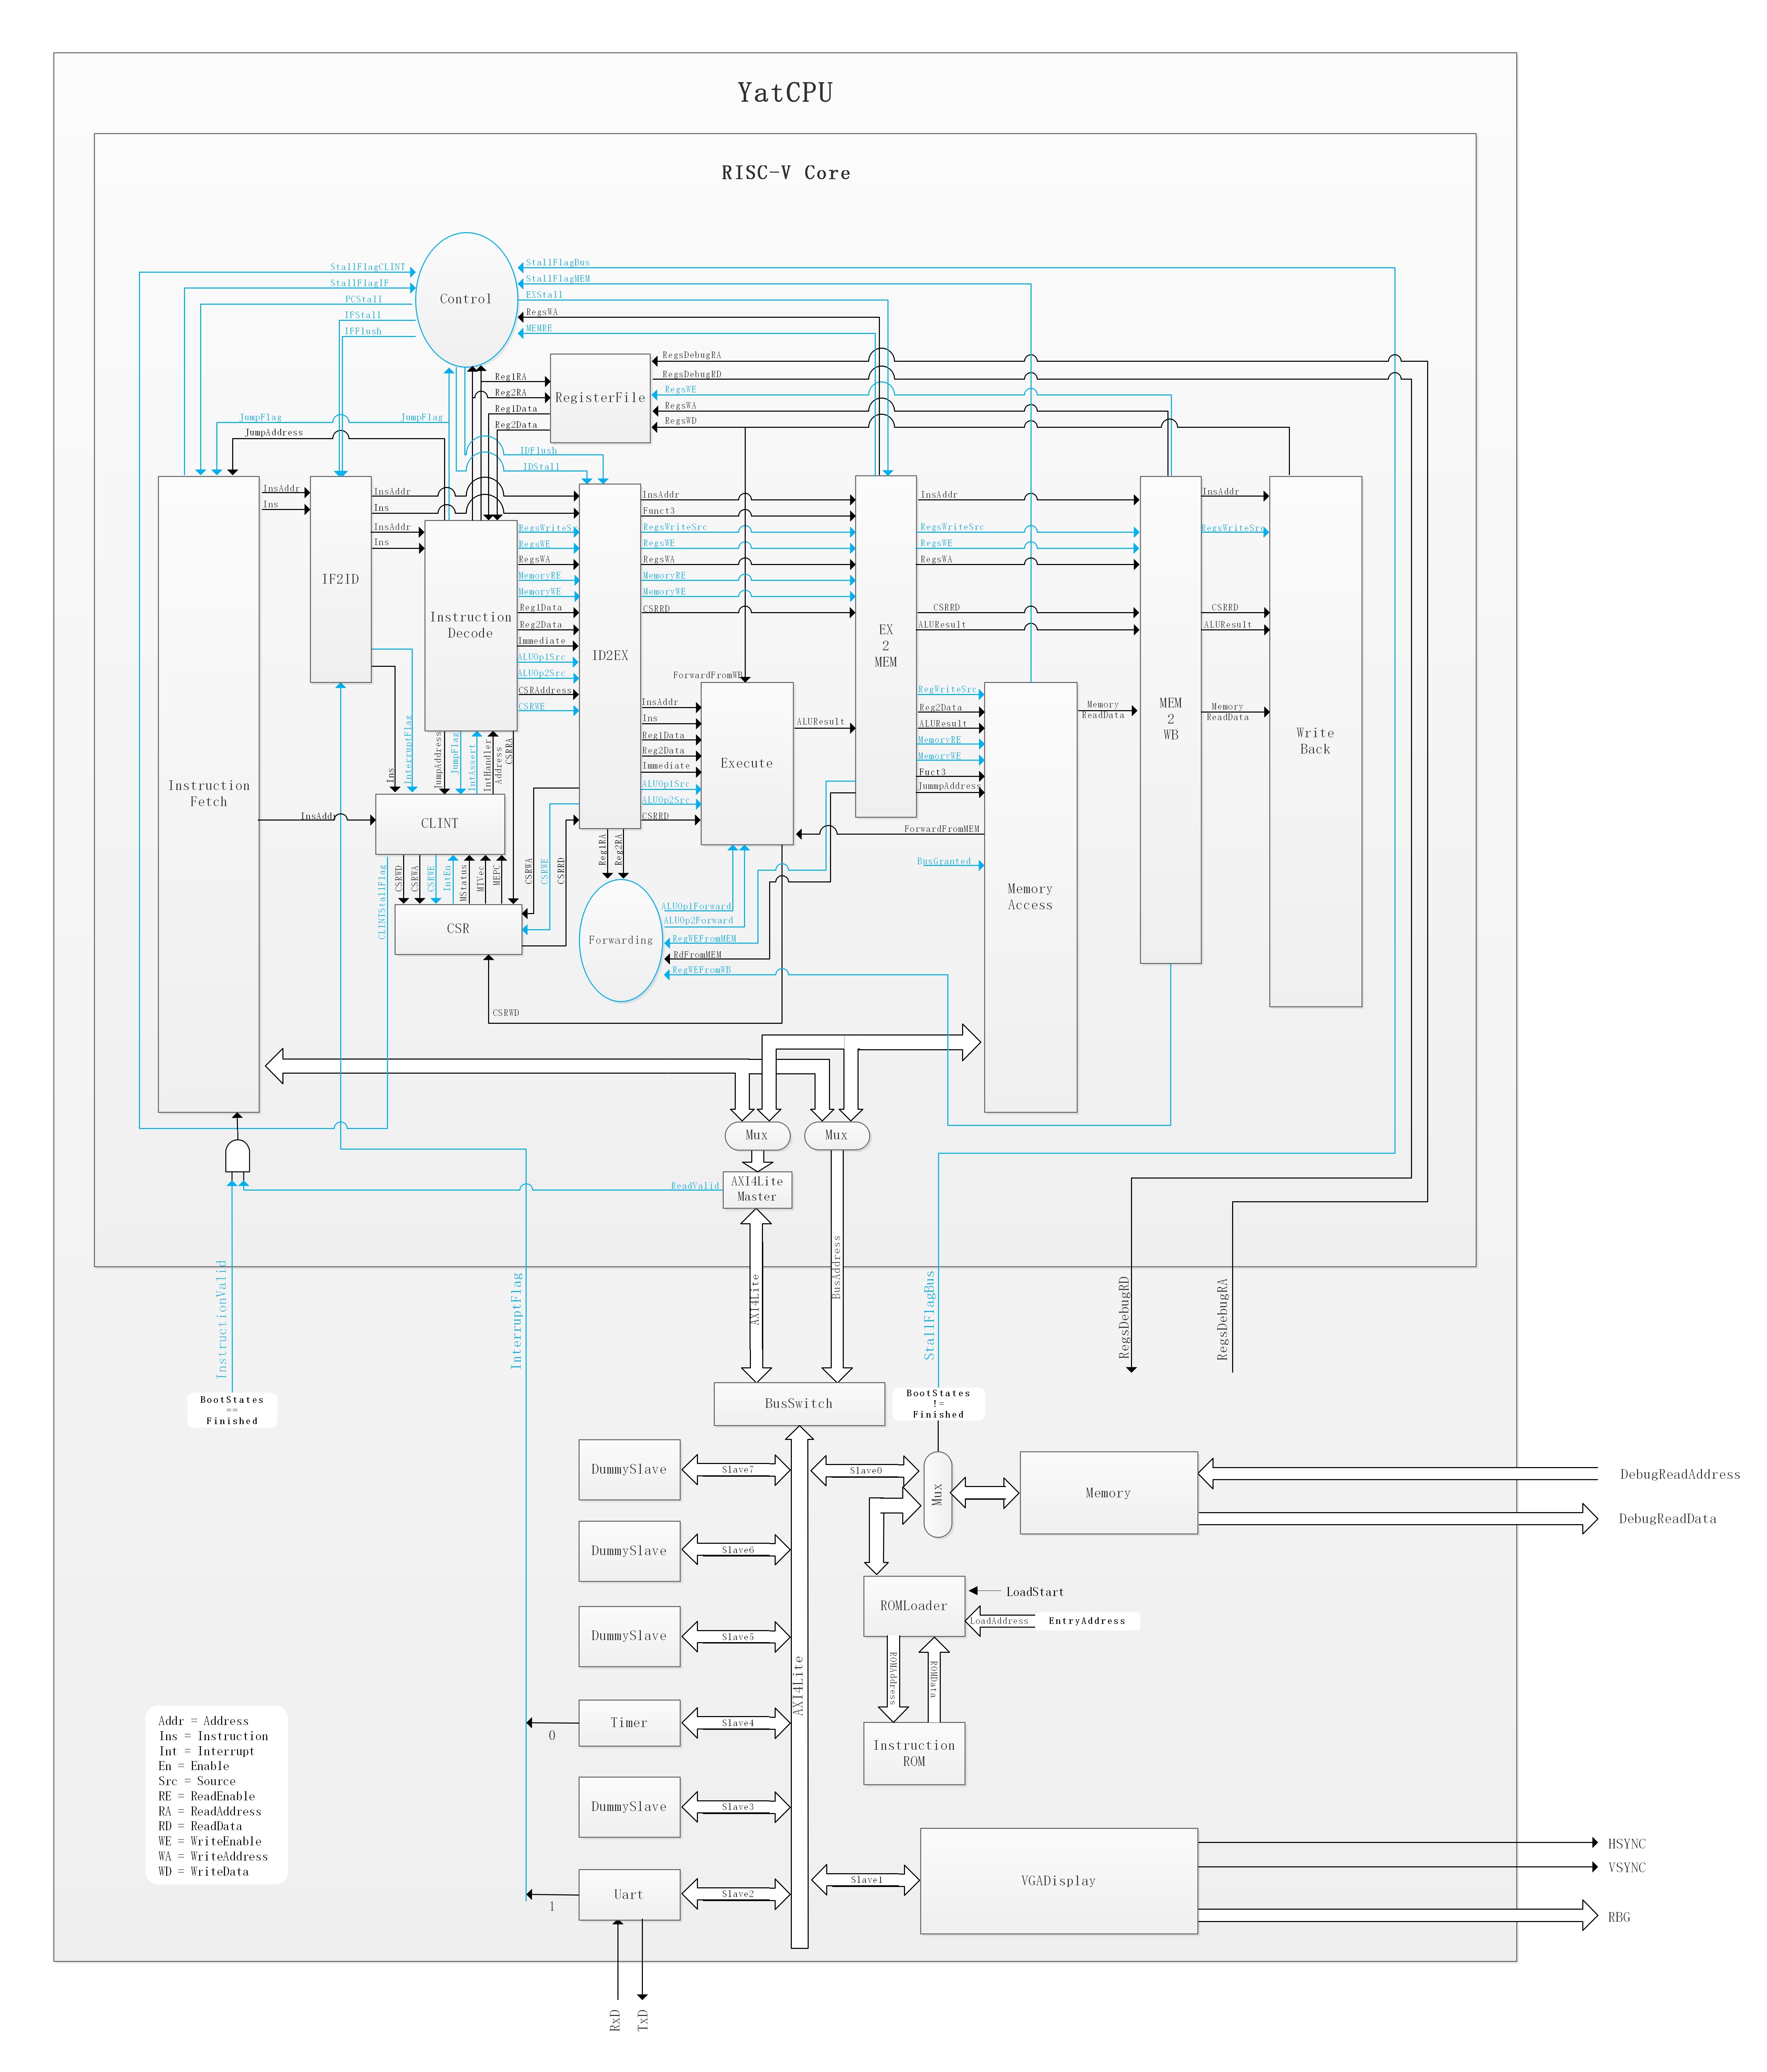 YatCPU
RISC-V Core
Control
StallFlagCLINT
StallFlagIF
PCStall
IFStall
IFFlush
StallFlagBus
StallFlagMEM
EXStall
RegsWA
MEMRE
Reg1RA
Reg2RA
Reg1Data
Reg2Data
RegisterFile
RegsDebugRA
RegsDebugRD
RegsWE
RegsWA
RegsWD
JumpFlag
JumpFlag
JumpAddress
IDFlush
IDStall
InsAddr
Ins
IF2ID
InsAddr
Ins
InsAddr
Ins
Instruction
Decode
RegsWriteSrc
RegsWE
RegsWA
MemoryRE
MemoryWE
Reg1Data
Reg2Data
Immediate
ALUOp1Src
ALUOp2Src
CSRAddress
CSRWE
ID2EX
InsAddr
Funct3
RegsWriteSrc
RegsWE
RegsWA
MemoryRE
MemoryWE
CSRRD
ForwardFromWB
InsAddr
Ins
Reg1Data
Reg2Data
Immediate
ALUOp1Src
ALUOp2Src
CSRRD
Execute
ALUResult
EX
2
MEM
InsAddr
RegsWriteSrc
RegsWE
RegsWA
CSRRD
ALUResult
RegWriteSrc
Reg2Data
ALUResult
MemoryRE
MemoryWE
Fuct3
JummpAddress
ForwardFromMEM
BusGranted
Memory
Access
Memory
ReadData
MEM
2
WB
InsAddr
RegsWriteSrc
CSRRD
ALUResult
Memory
ReadData
Write
Back
Instruction
Fetch
InsAddr
Ins
InterruptFlag
JumpAddress
JumpFlag
IntAssert
IntHandler
Address
CSRRA
CLINT
CLINTStallFlag
CSRWD
CSRWA
CSRWE
IntEn
MStatus
MTVec
MEPC
CSR
CSRWA
CSRWE
CSRRD
Reg1RA
Reg2RA
Forwarding
ALUOp1Forward
ALUOp2Forward
RegWEFromMEM
RdFromMEM
RegWEFromWB
CSRWD
Mux
Mux
AXI4Lite
Master
ReadValid
InstructionValid
InterruptFlag
AXI4Lite
BusAddress
StallFlagBus
RegsDebugRD
RegsDebugRA
BootStates
==
Finished
BusSwitch
BootStates
!=
Finished
DummySlave
Slave7
Slave0
Mux
Memory
DebugReadAddress
DebugReadData
DummySlave
Slave6
ROMLoader
LoadStart
LoadAddress
EntryAddress
DummySlave
Slave5
ROMAddress
ROMData
AXI4Lite
Timer
0
Slave4
Instruction
ROM
DummySlave
Slave3
Uart
1
Slave2
Slave1
VGADisplay
HSYNC
VSYNC
RBG
RxD
TxD
Addr = Address
Ins = Instruction
Int = Interrupt
En = Enable
Src = Source
RE = ReadEnable
RA = ReadAddress
RD = ReadData
WE = WriteEnable
WA = WriteAddress
WD = WriteData